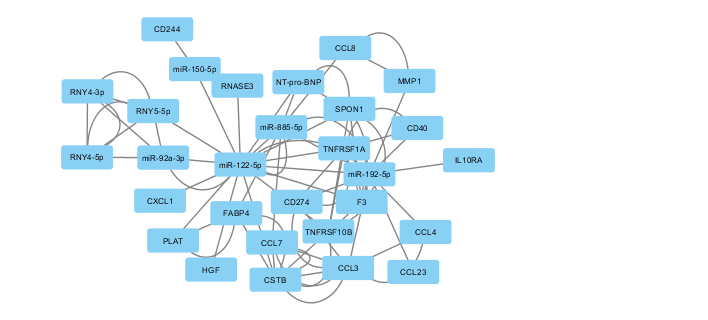 CD244
CCL8
miR-150-5p
RNASE3
NT-pro-BNP
MMP1
RNY4-3p
RNY5-5p
SPON1
miR-885-5p
CD40
TNFRSF1A
RNY4-5p
miR-92a-3p
miR-122-5p
IL10RA
miR-192-5p
CXCL1
CD274
F3
FABP4
TNFRSF10B
CCL4
PLAT
CCL7
HGF
CSTB
CCL3
CCL23